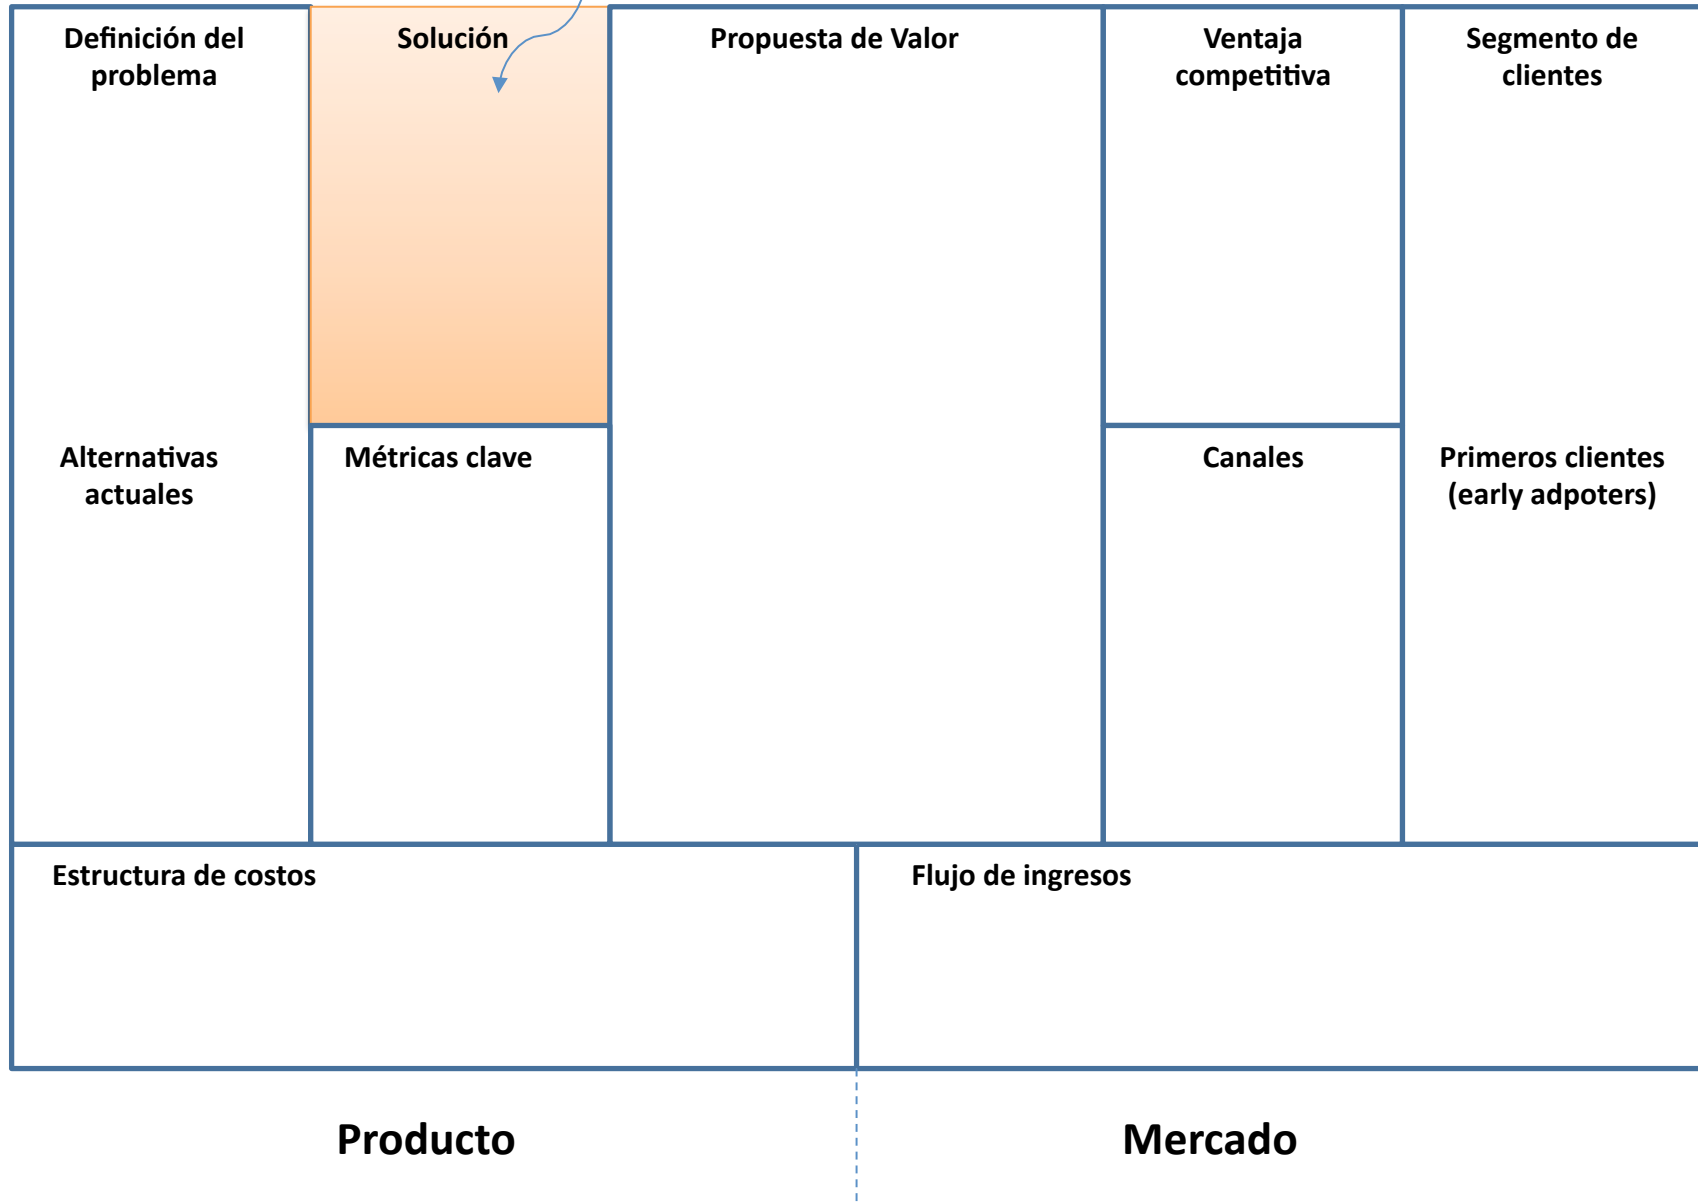 Definición del
problema
Solución
Propuesta de Valor
Ventaja
competitiva
Segmento de
clientes
Alternativas
actuales
Métricas clave
Canales
Primeros clientes
(early adpoters)
Estructura de costos
Flujo de ingresos
Producto
Mercado